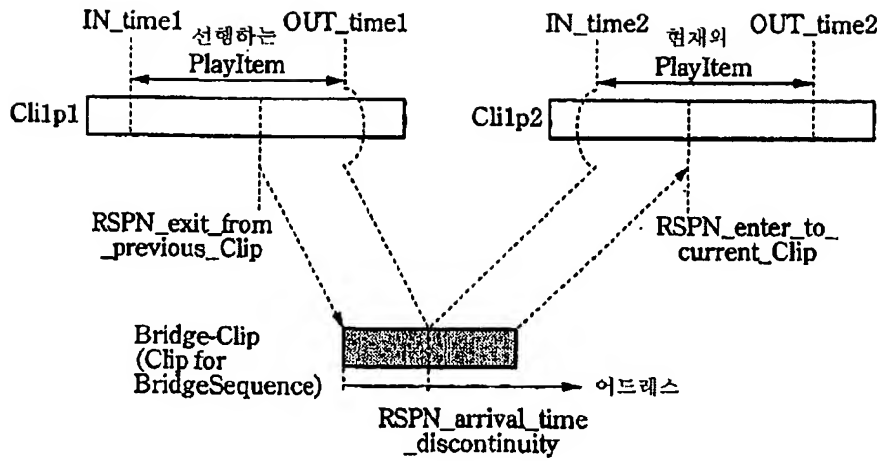 IN_time1
선행하는
PlayItem
OUT_time1
IN_time2
현재의
PlayItem
OUT_time2
Cli1p1
Cli1p2
RSPN_exit_from
_previous_Clip
RSPN_enter_to_
current_Clip
Bridge-Clip
(Clip for
BridgeSequence)
어드레스
RSPN_arrival_time
_discontinuity